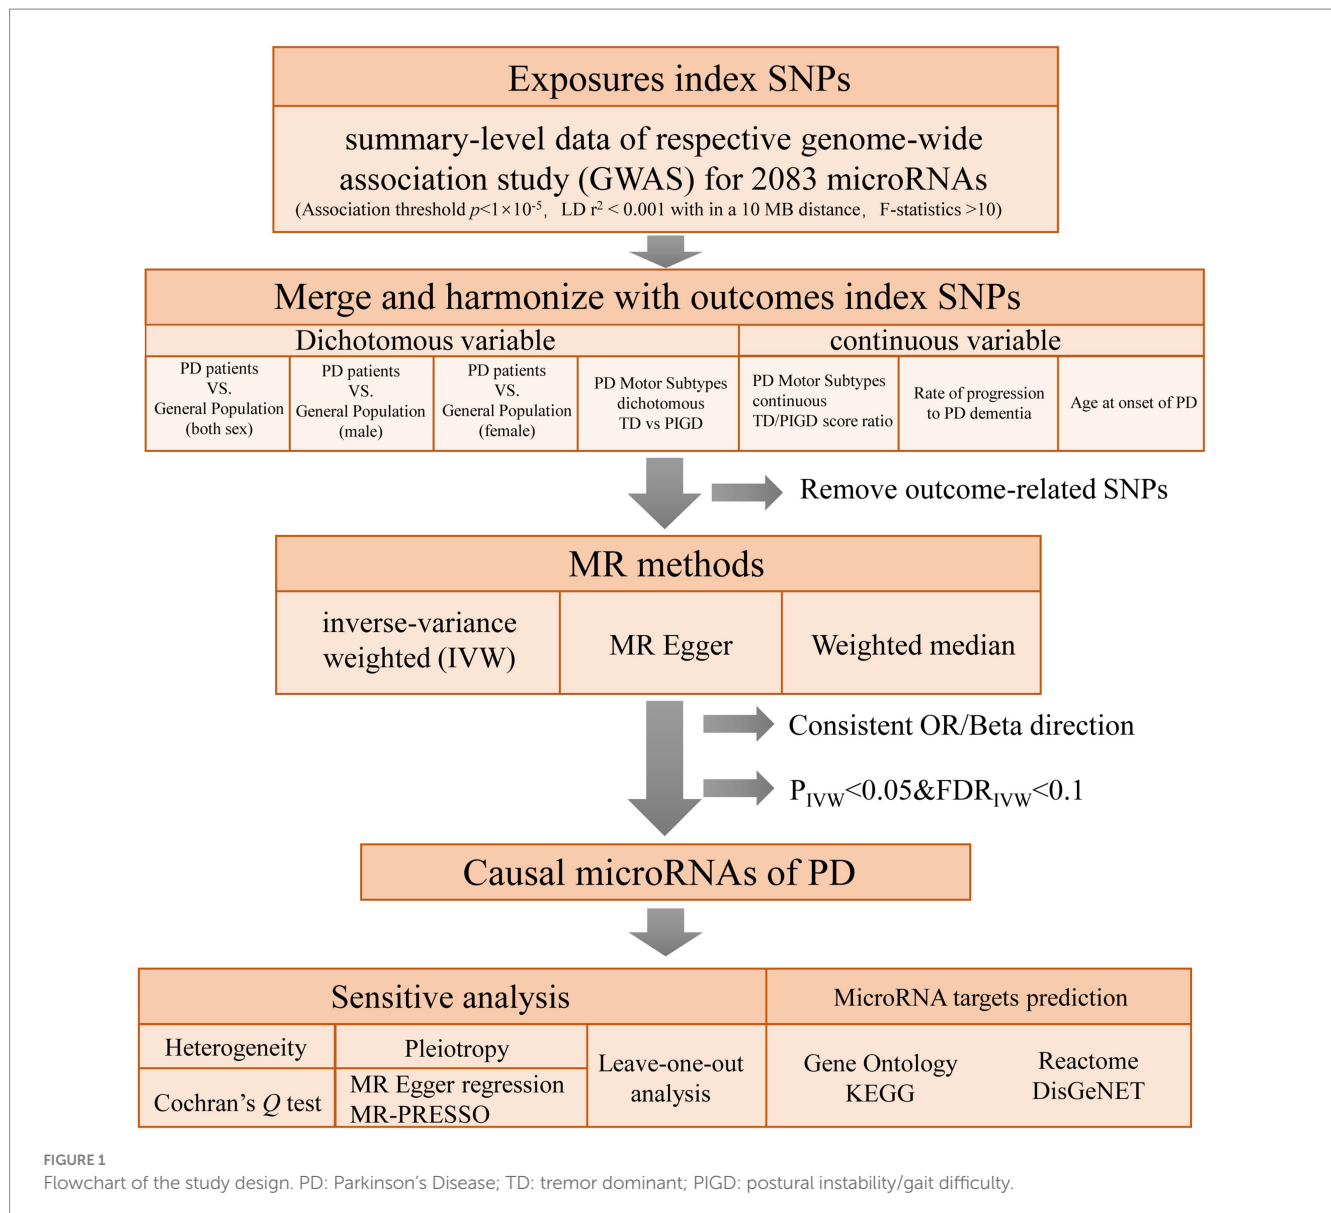 Exposures index SNPs
summary-level data of respective genome-wide
association study (GWAS) for 2083 microRNAs
(Association threshold p<1×10⁻⁵, LD r² < 0.001 with in a 10 MB distance, F-statistics >10)
Merge and harmonize with outcomes index SNPs
Dichotomous variable
continuous variable
PD patients
VS.
General Population
(both sex)
PD patients
VS.
General Population
(male)
PD patients
VS.
General Population
(female)
PD Motor Subtypes
dichotomous
TD vs PIGD
PD Motor Subtypes
continuous
TD/PIGD score ratio
Rate of progression
to PD dementia
Age at onset of PD
Remove outcome-related SNPs
MR methods
inverse-variance
weighted (IVW)
MR Egger
Weighted median
Consistent OR/Beta direction
P_IVW<0.05&FDR_IVW<0.1
Causal microRNAs of PD
Sensitive analysis
MicroRNA targets prediction
Heterogeneity
Cochran's Q test
Pleiotropy
MR Egger regression
MR-PRESSO
Leave-one-out
analysis
Gene Ontology
KEGG
Reactome
DisGeNET
FIGURE 1
Flowchart of the study design. PD: Parkinson's Disease; TD: tremor dominant; PIGD: postural instability/gait difficulty.